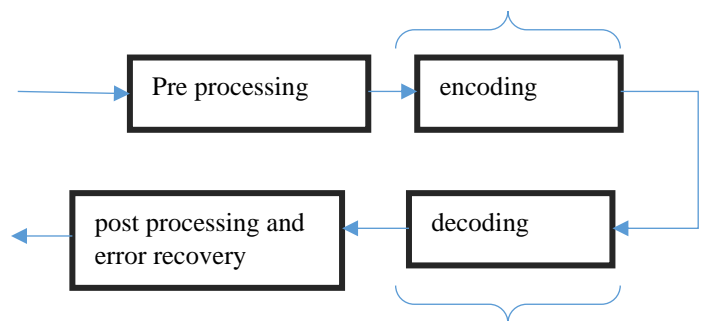 Pre processing
encoding
post processing and
error recovery
decoding